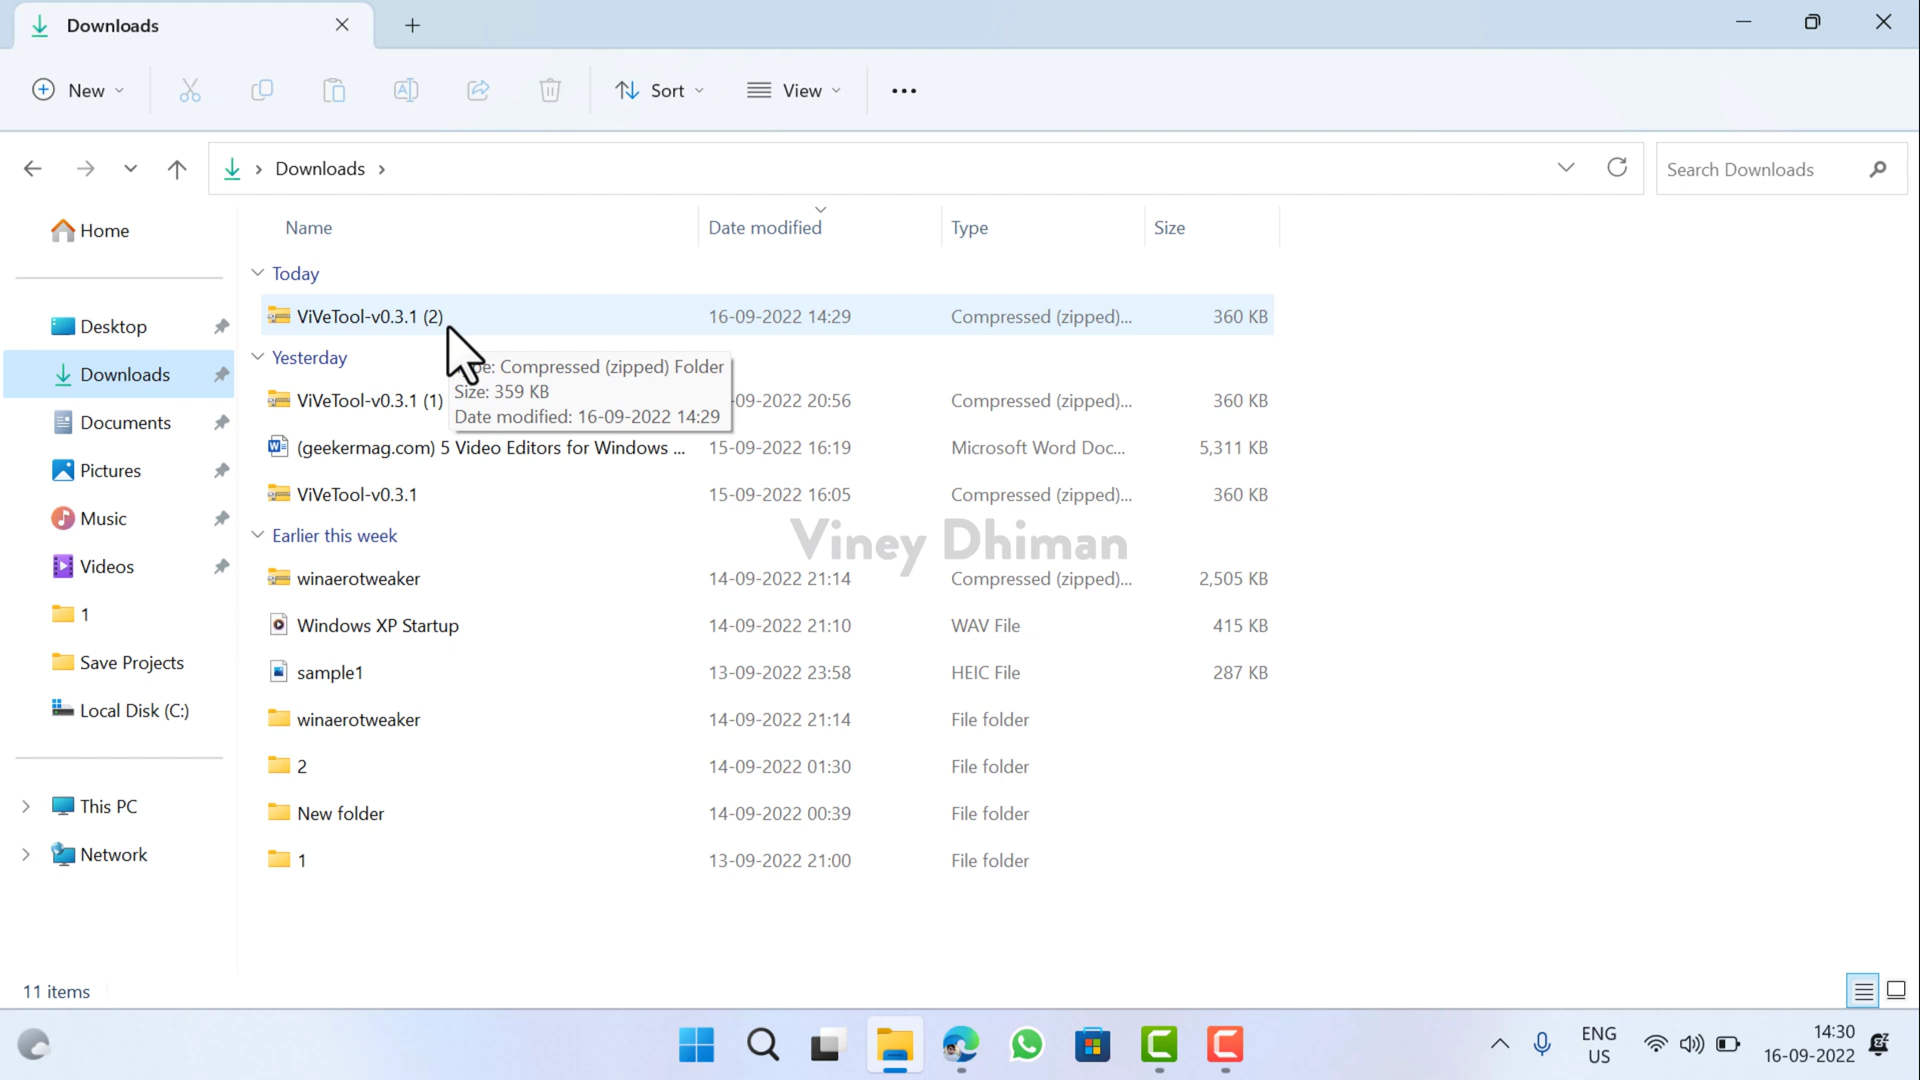 Downloads
New
Sort
View
Downloads
Search Downloads
Home
Desktop
Downloads
Documents
Pictures
Music
Videos
1
Save Projects
Local Disk (C:)
This PC
Network
Name Date modified Type Size
Today
ViVeTool-v0.3.1 (2) 16-09-2022 14:29 Compressed (zipped)... 360 KB
Yesterday
ViVeTool-v0.3.1 (1) -09-2022 20:56 Compressed (zipped)... 360 KB
(geekermag.com) 5 Video Editors for Windows ... 15-09-2022 16:19 Microsoft Word Doc... 5,311 KB
ViVeTool-v0.3.1 15-09-2022 16:05 Compressed (zipped)... 360 KB
Earlier this week
winaerotweaker 14-09-2022 21:14 Compressed (zipped)... 2,505 KB
Windows XP Startup 14-09-2022 21:10 WAV File 415 KB
sample1 13-09-2022 23:58 HEIC File 287 KB
winaerotweaker 14-09-2022 21:14 File folder
2 14-09-2022 01:30 File folder
New folder 14-09-2022 00:39 File folder
1 13-09-2022 21:00 File folder
pe: Compressed (zipped) Folder
Size: 359 KB
Date modified: 16-09-2022 14:29
Viney Dhiman
11 items
ENG
US
14:30
16-09-2022